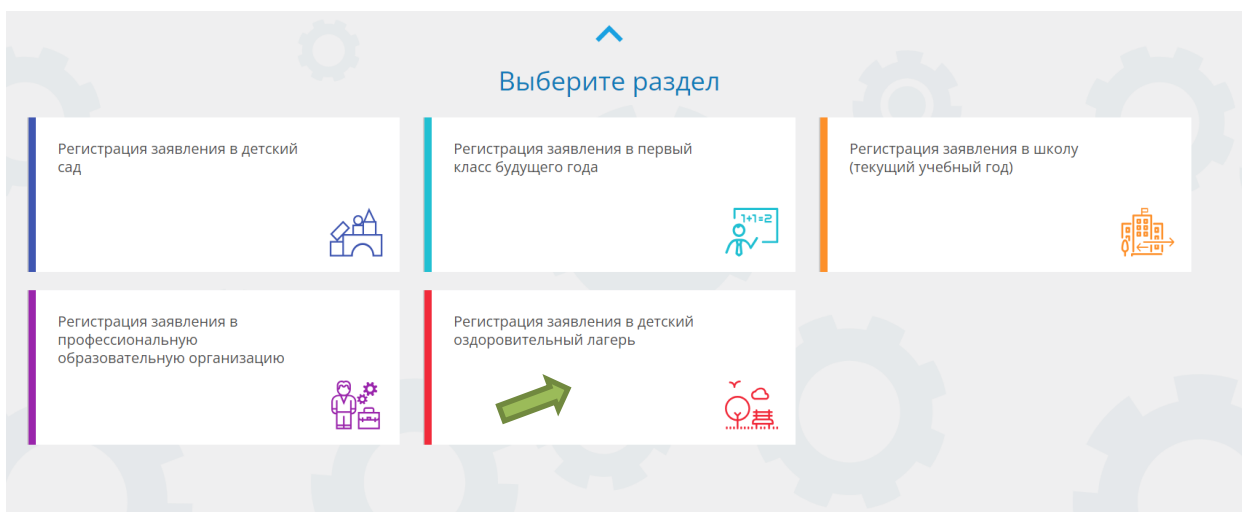 Выберите раздел
Регистрация заявления в детский
сад
Регистрация заявления в первый
класс будущего года
1+1=2
Регистрация заявления в школу
(текущий учебный год)
Регистрация заявления в
профессиональную
образовательную организацию
Регистрация заявления в детский
оздоровительный лагерь